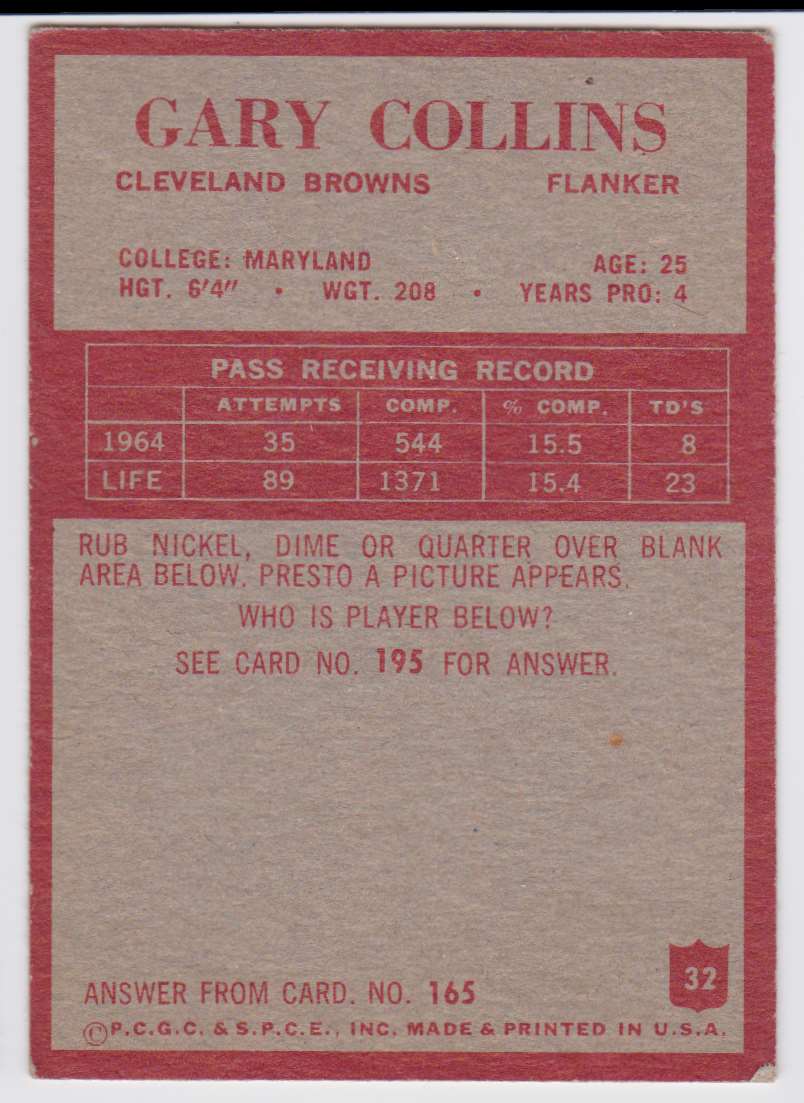 GARY COLLINS
CLEVELAND BROWNS FLANKER
COLLEGE: MARYLAND AGE: 25
HGT. 6'4" • WGT. 208 • YEARS PRO: 4
PASS RECEIVING RECORD
ATTEMPTS COMP. % COMP. TD'S
1964 35 544 15.5 8
LIFE 89 1371 15.4 23
RUB NICKEL, DIME OR QUARTER OVER BLANK
AREA BELOW. PRESTO A PICTURE APPEARS.
WHO IS PLAYER BELOW?
SEE CARD NO. 195 FOR ANSWER.
32
ANSWER FROM CARD. NO. 165
©P.C.G.C. & S.P.C.E., INC. MADE & PRINTED IN U.S.A.